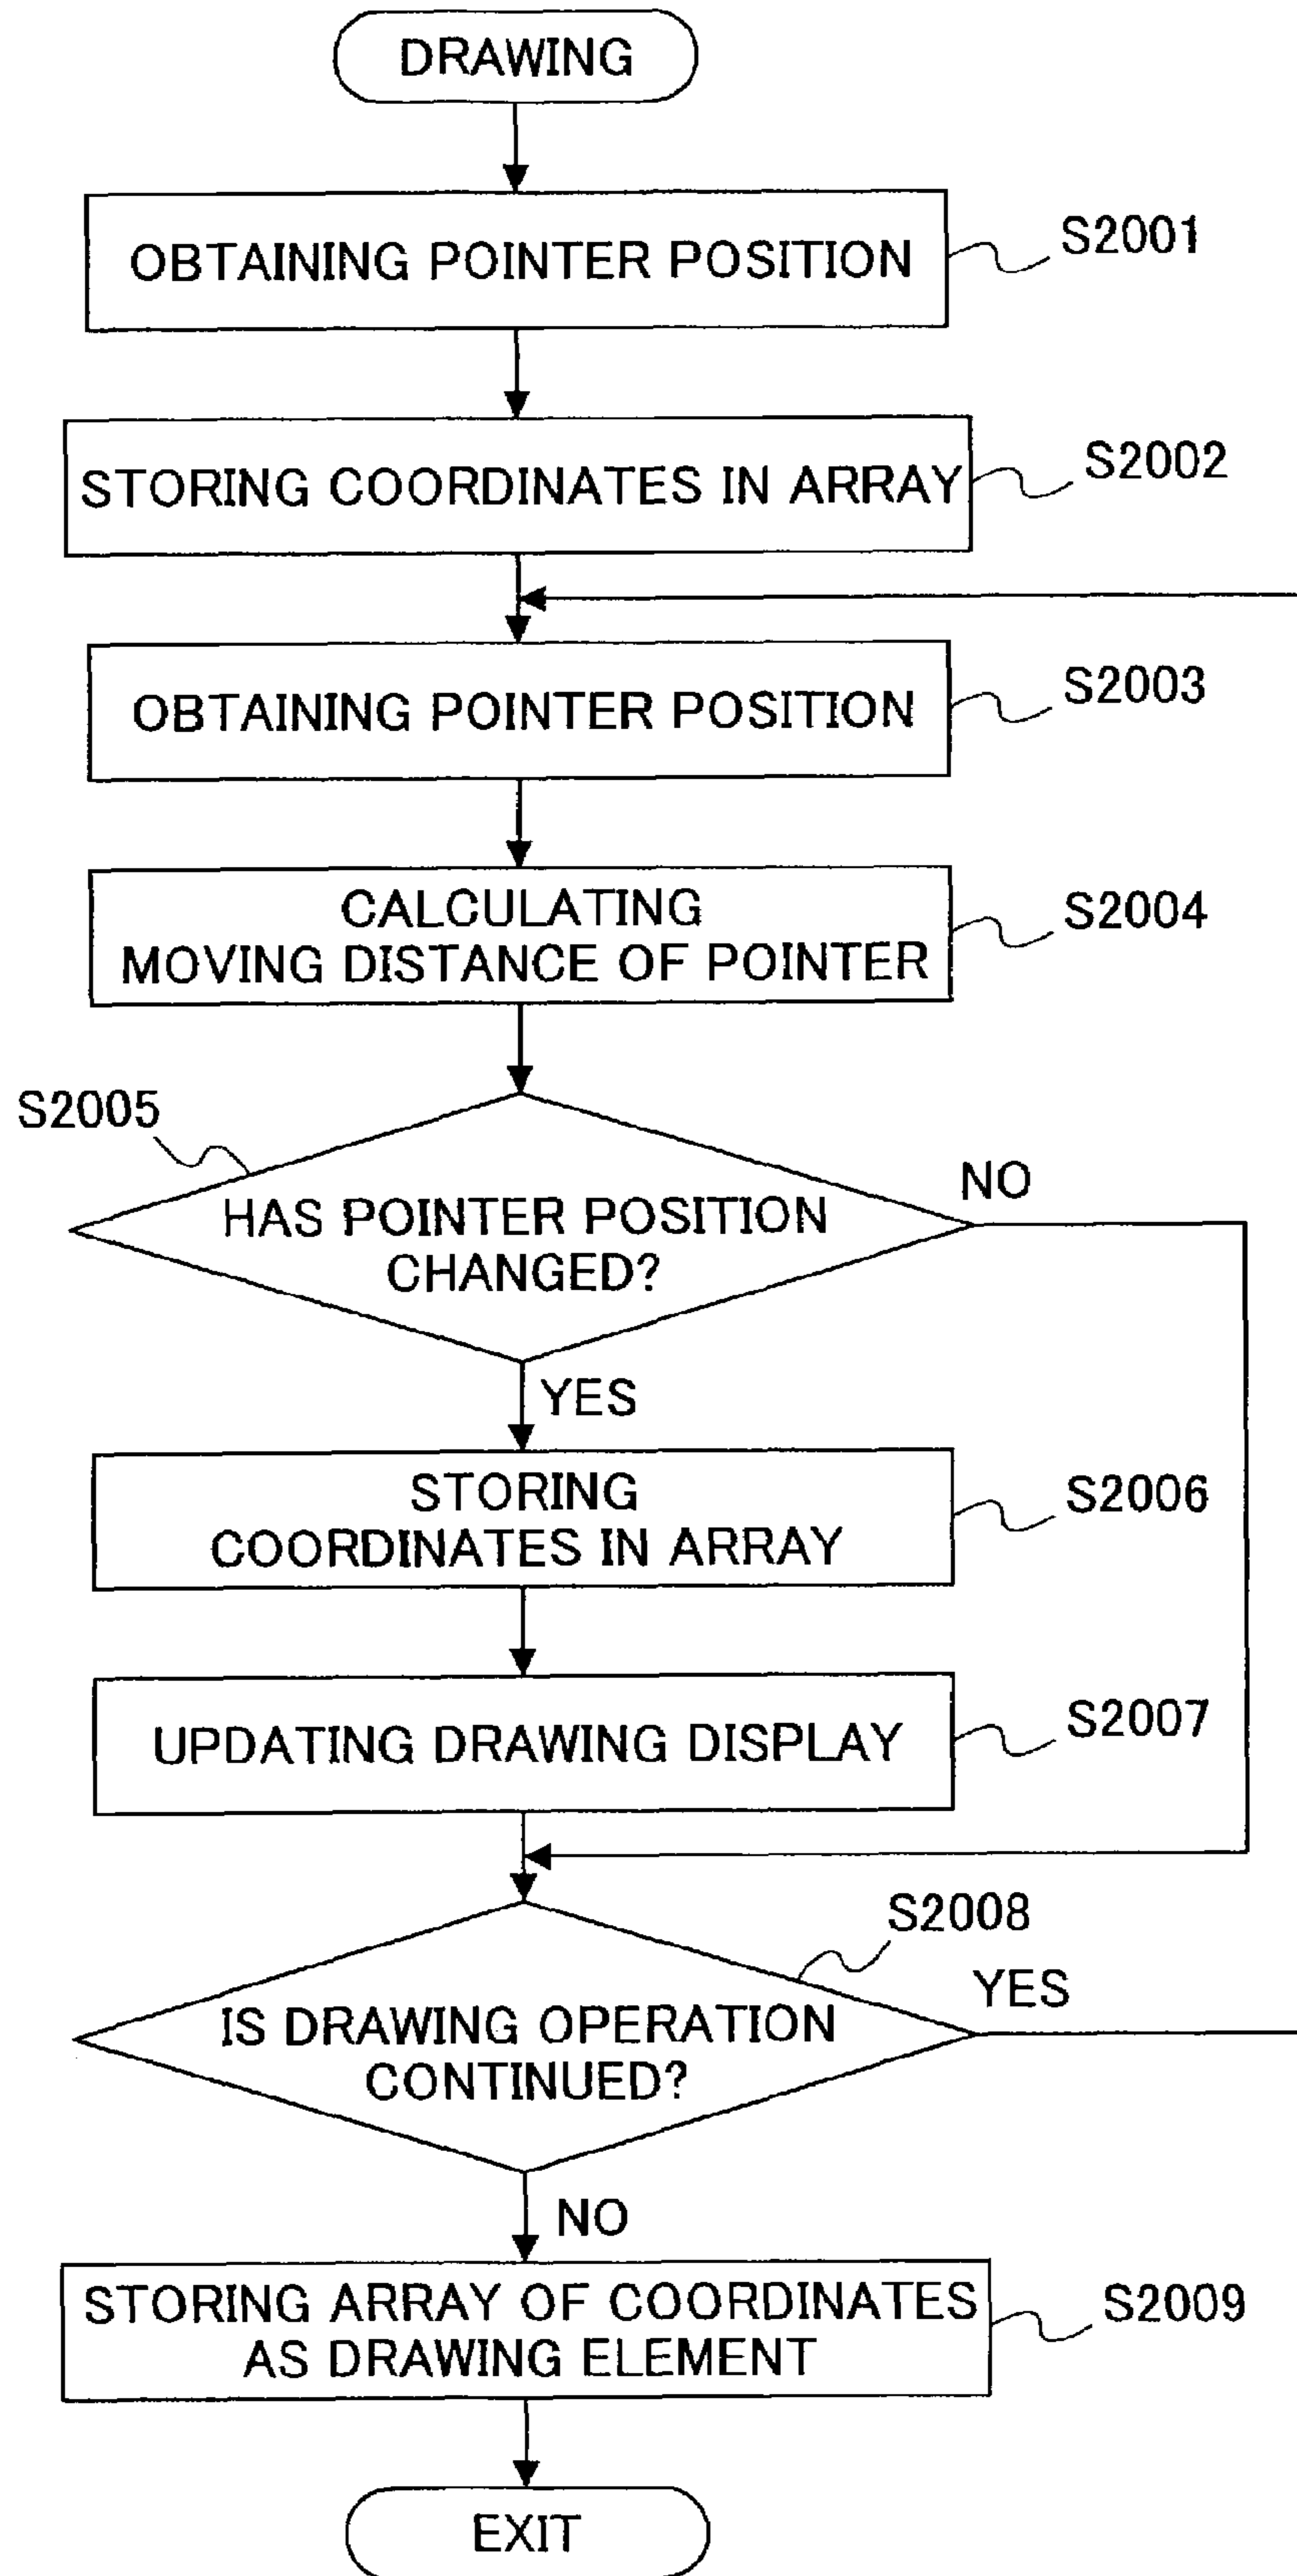 DRAWING
OBTAINING POINTER POSITION
S2001
STORING COORDINATES IN ARRAY
S2002
OBTAINING POINTER POSITION
S2003
CALCULATING
MOVING DISTANCE OF POINTER
S2004
S2005
HAS POINTER POSITION
CHANGED?
NO
YES
STORING
COORDINATES IN ARRAY
S2006
UPDATING DRAWING DISPLAY
S2007
S2008
IS DRAWING OPERATION
CONTINUED?
YES
NO
STORING ARRAY OF COORDINATES
AS DRAWING ELEMENT
S2009
EXIT